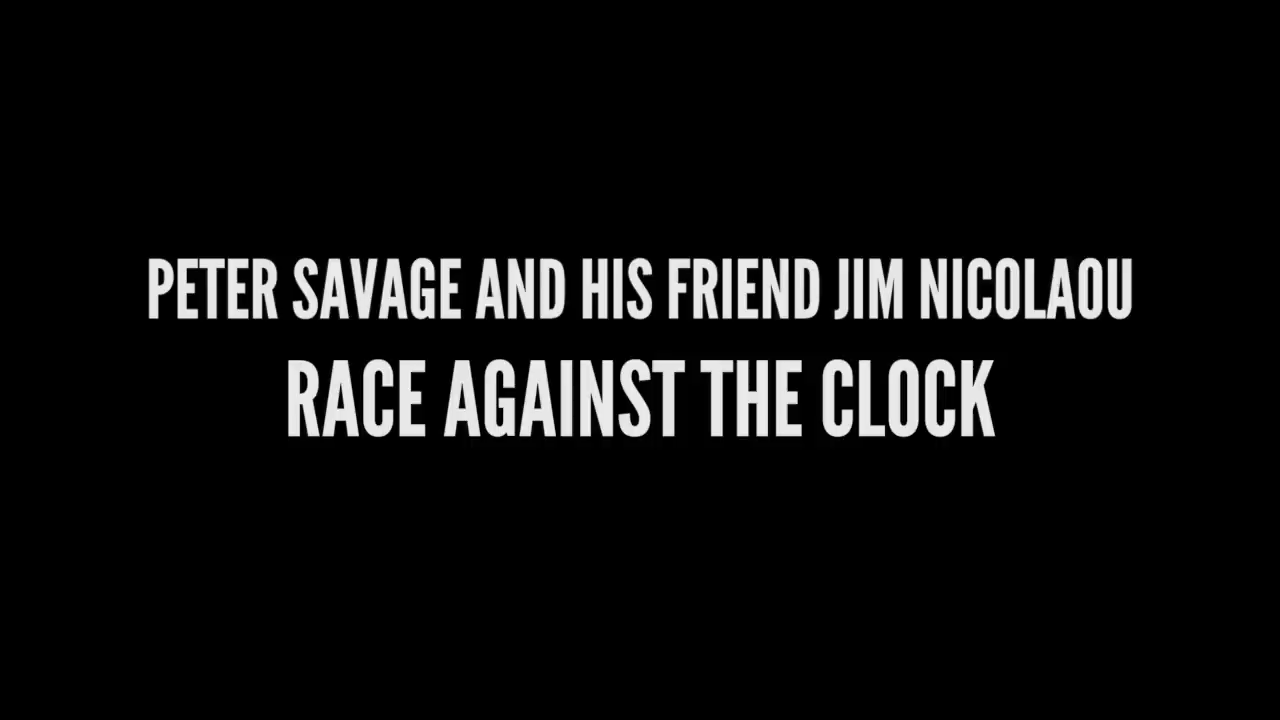 PETER SAVAGE AND HIS FRIEND JIM NICOLAOU
RACE AGAINST THE CLOCK